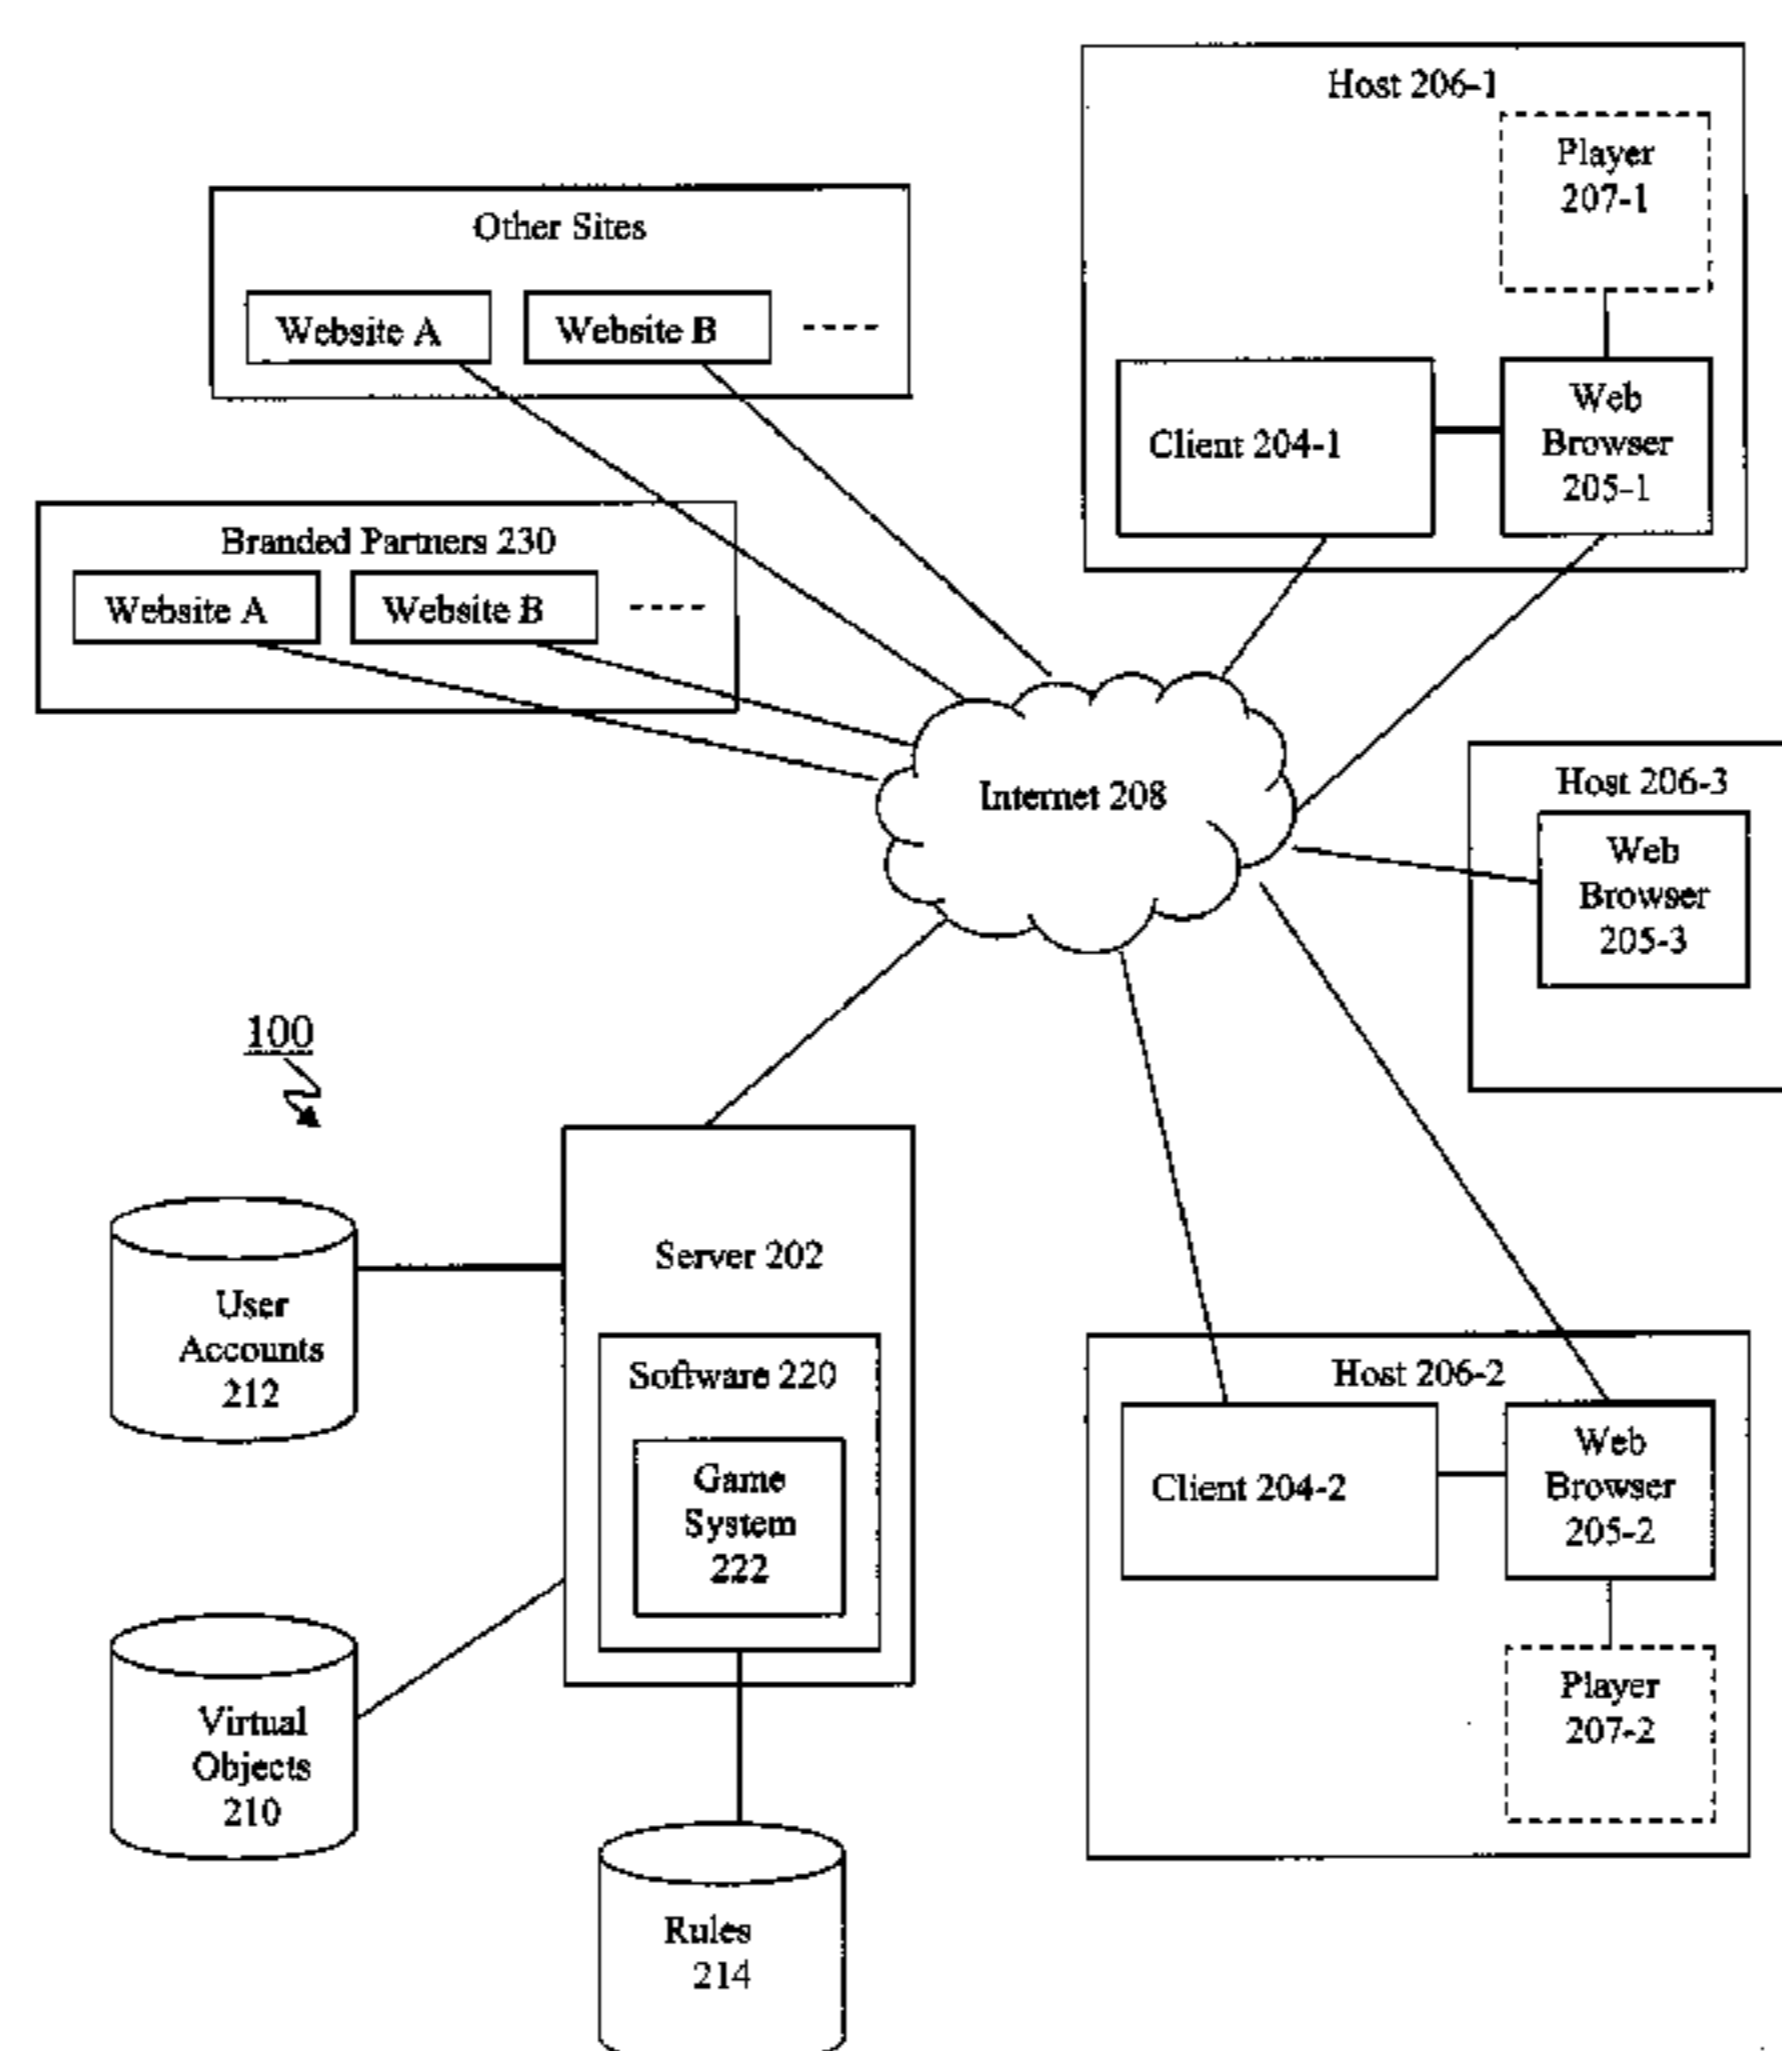 Host 206-1
Player
207-1
Other Sites
Website A
Website B
Client 204-1
Web
Browser
205-1
Branded Partners 230
Website A
Website B
Internet 208
Host 206-3
Web
Browser
205-3
100
Server 202
User
Accounts
212
Software 220
Game
System
222
Host 206-2
Client 204-2
Web
Browser
205-2
Virtual
Objects
210
Player
207-2
Rules
214